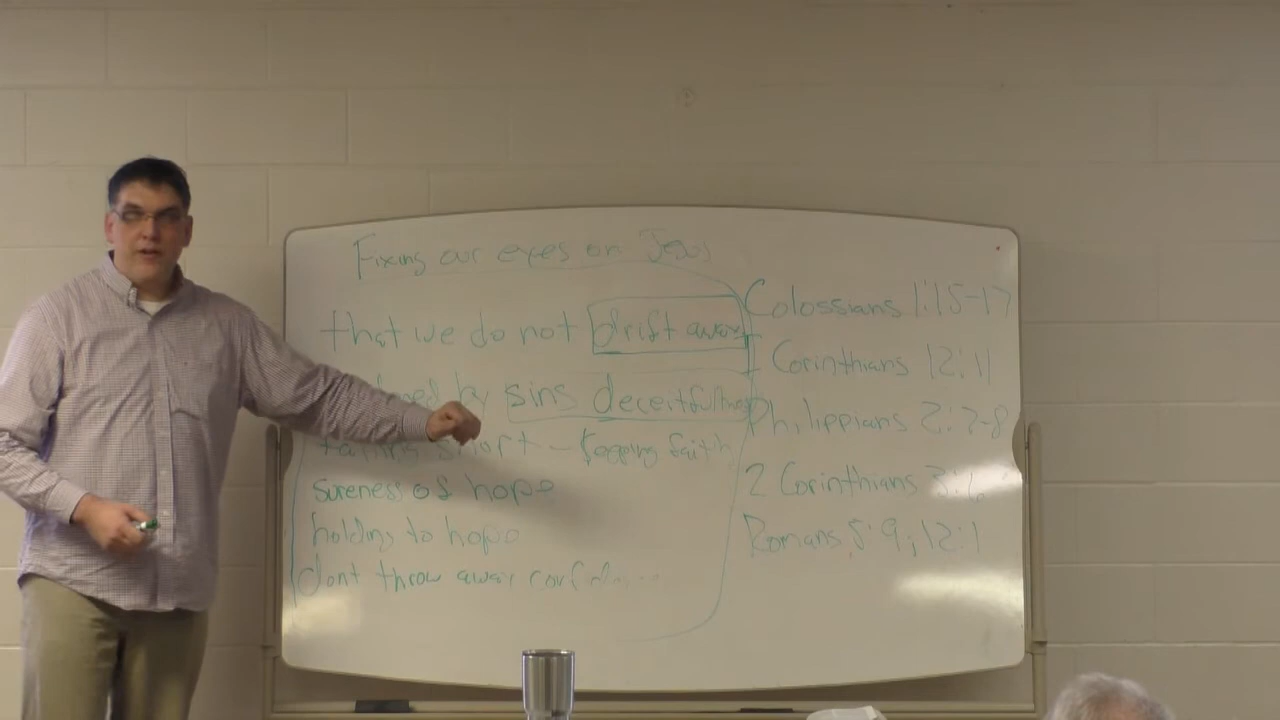 Fixing our eyes on Jesus
that we do not drift away
by sins
falling short - keeping faith
sureness of hope
holding to hope
dont throw away
Colossians 1:15-17
I Corinthians 12:11
Philippians 2:7-8
2 Corinthians
Romans 8:9; 12:1